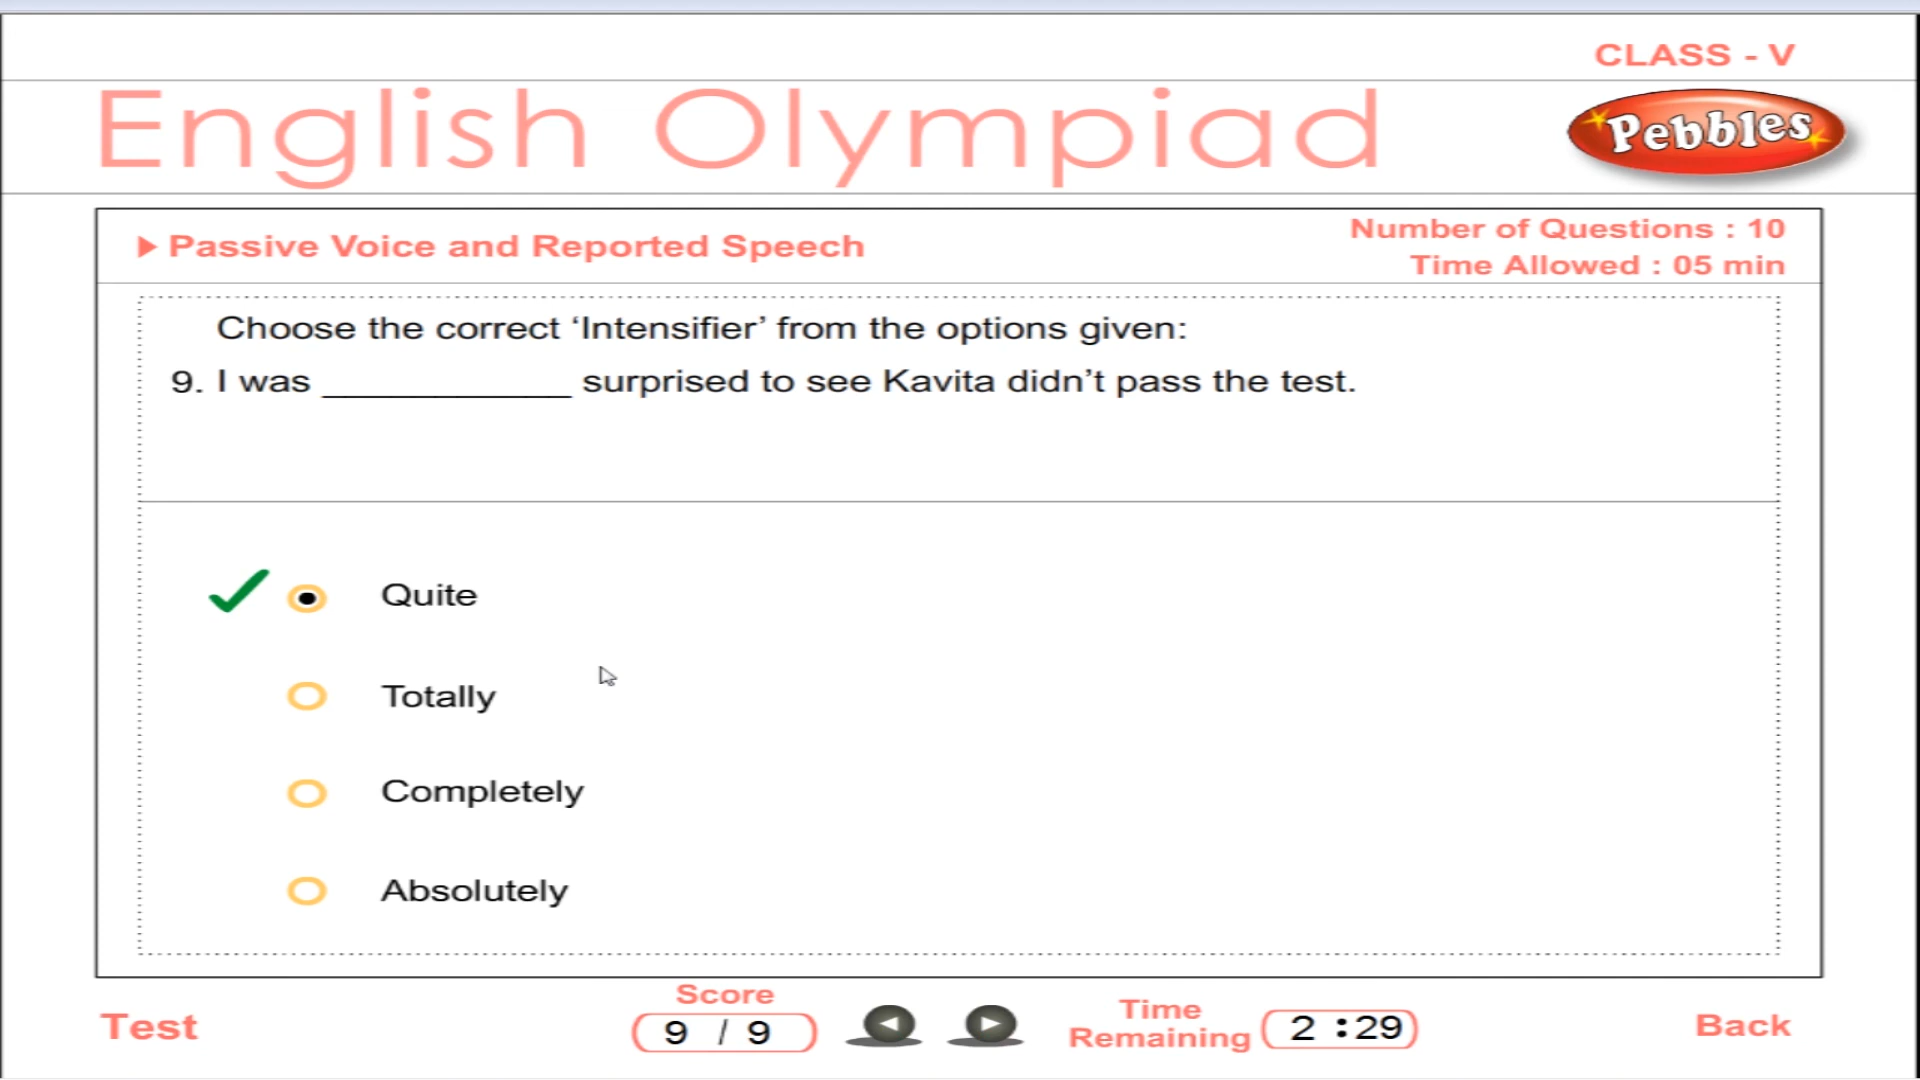 CLASS - V
English Olympiad
Pebbles
Passive Voice and Reported Speech
Number of Questions : 10
Time Allowed : 05 min
Choose the correct ‘Intensifier’ from the options given:
9. I was ____________ surprised to see Kavita didn’t pass the test.
Quite
Totally
Completely
Absolutely
Test
Score
9 / 9
Time
Remaining
2 :29
Back